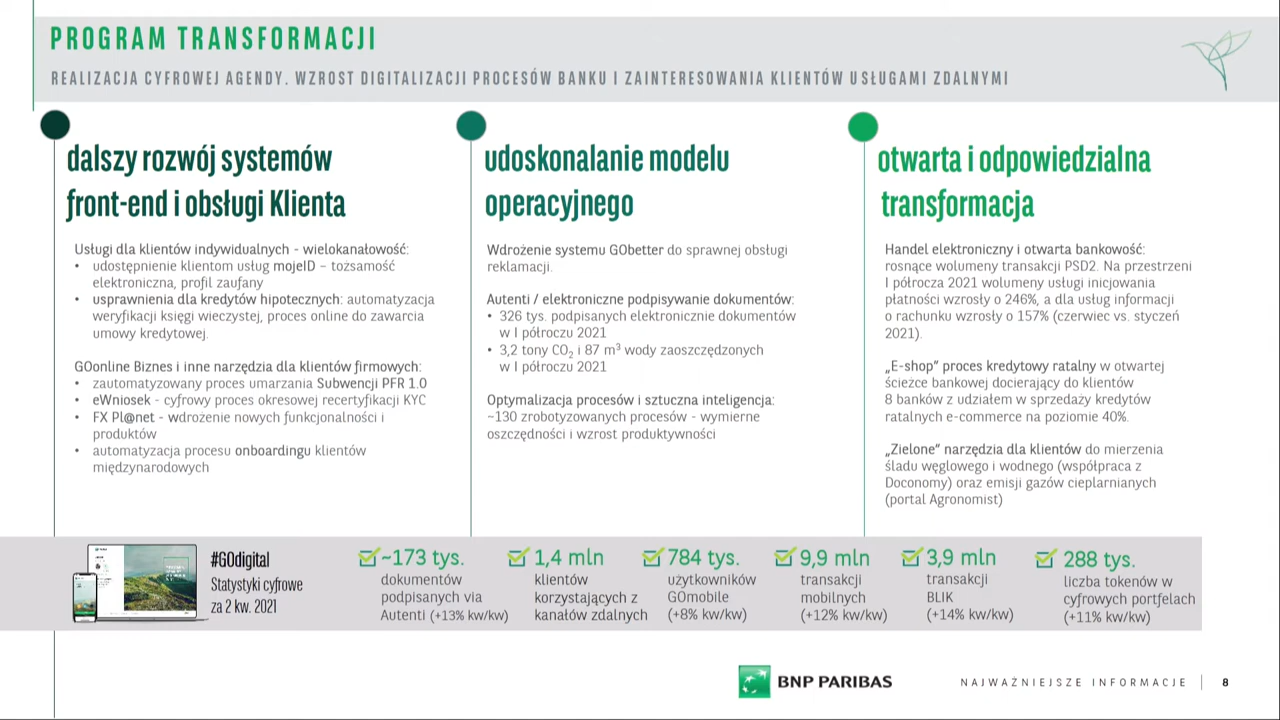 PROGRAM TRANSFORMACJI
REALIZACJA CYFROWEJ AGENDY. WZROST DIGITALIZACJI PROCESÓW BANKU I ZAINTERESOWANIA KLIENTÓW USŁUGAMI ZDALNYMI
dalszy rozwój systemów
front-end i obsługi Klienta
Usługi dla klientów indywidualnych - wielokanałowość:
• udostępnienie klientom usług mojeID – tożsamość
elektroniczna, profil zaufany
• usprawnienia dla kredytów hipotecznych: automatyzacja
weryfikacji księgi wieczystej, proces online do zawarcia
umowy kredytowej.
GOonline Biznes i inne narzędzia dla klientów firmowych:
• zautomatyzowany proces umarzania Subwencji PFR 1.0
• eWniosek - cyfrowy proces okresowej recertyfikacji KYC
• FX Pl@net - wdrożenie nowych funkcjonalności i
produktów
• automatyzacja procesu onboardingu klientów
międzynarodowych
udoskonalanie modelu
operacyjnego
Wdrożenie systemu GObetter do sprawnej obsługi
reklamacji.
Autenti / elektroniczne podpisywanie dokumentów:
• 326 tys. podpisanych elektronicznie dokumentów
w I półroczu 2021
• 3,2 tony CO₂ i 87 m³ wody zaoszczędzonych
w I półroczu 2021
Optymalizacja procesów i sztuczna inteligencja:
~130 zrobotyzowanych procesów - wymierne
oszczędności i wzrost produktywności
otwarta i odpowiedzialna
transformacja
Handel elektroniczny i otwarta bankowość:
rosnące wolumeny transakcji PSD2. Na przestrzeni
I półrocza 2021 wolumeny usługi inicjowania
płatności wzrosły o 246%, a dla usług informacji
o rachunku wzrosły o 157% (czerwiec vs. styczeń
2021).
„E-shop” proces kredytowy ratalny w otwartej
ścieżce bankowej docierający do klientów
8 banków z udziałem w sprzedaży kredytów
ratalnych e-commerce na poziomie 40%.
„Zielone” narzędzia dla klientów do mierzenia
śladu węglowego i wodnego (współpraca z
Doconomy) oraz emisji gazów cieplarnianych
(portal Agronomist)
#GOdigital
Statystyki cyfrowe
za 2 kw. 2021
~173 tys.
dokumentów
podpisanych via
Autenti (+13% kw/kw)
1,4 mln
klientów
korzystających z
kanałów zdalnych
784 tys.
użytkowników
GOmobile
(+8% kw/kw)
9,9 mln
transakcji
mobilnych
(+12% kw/kw)
3,9 mln
transakcji
BLIK
(+14% kw/kw)
288 tys.
liczba tokenów w
cyfrowych portfelach
(+11% kw/kw)
BNP PARIBAS
NAJWAŻNIEJSZE INFORMACJE
8